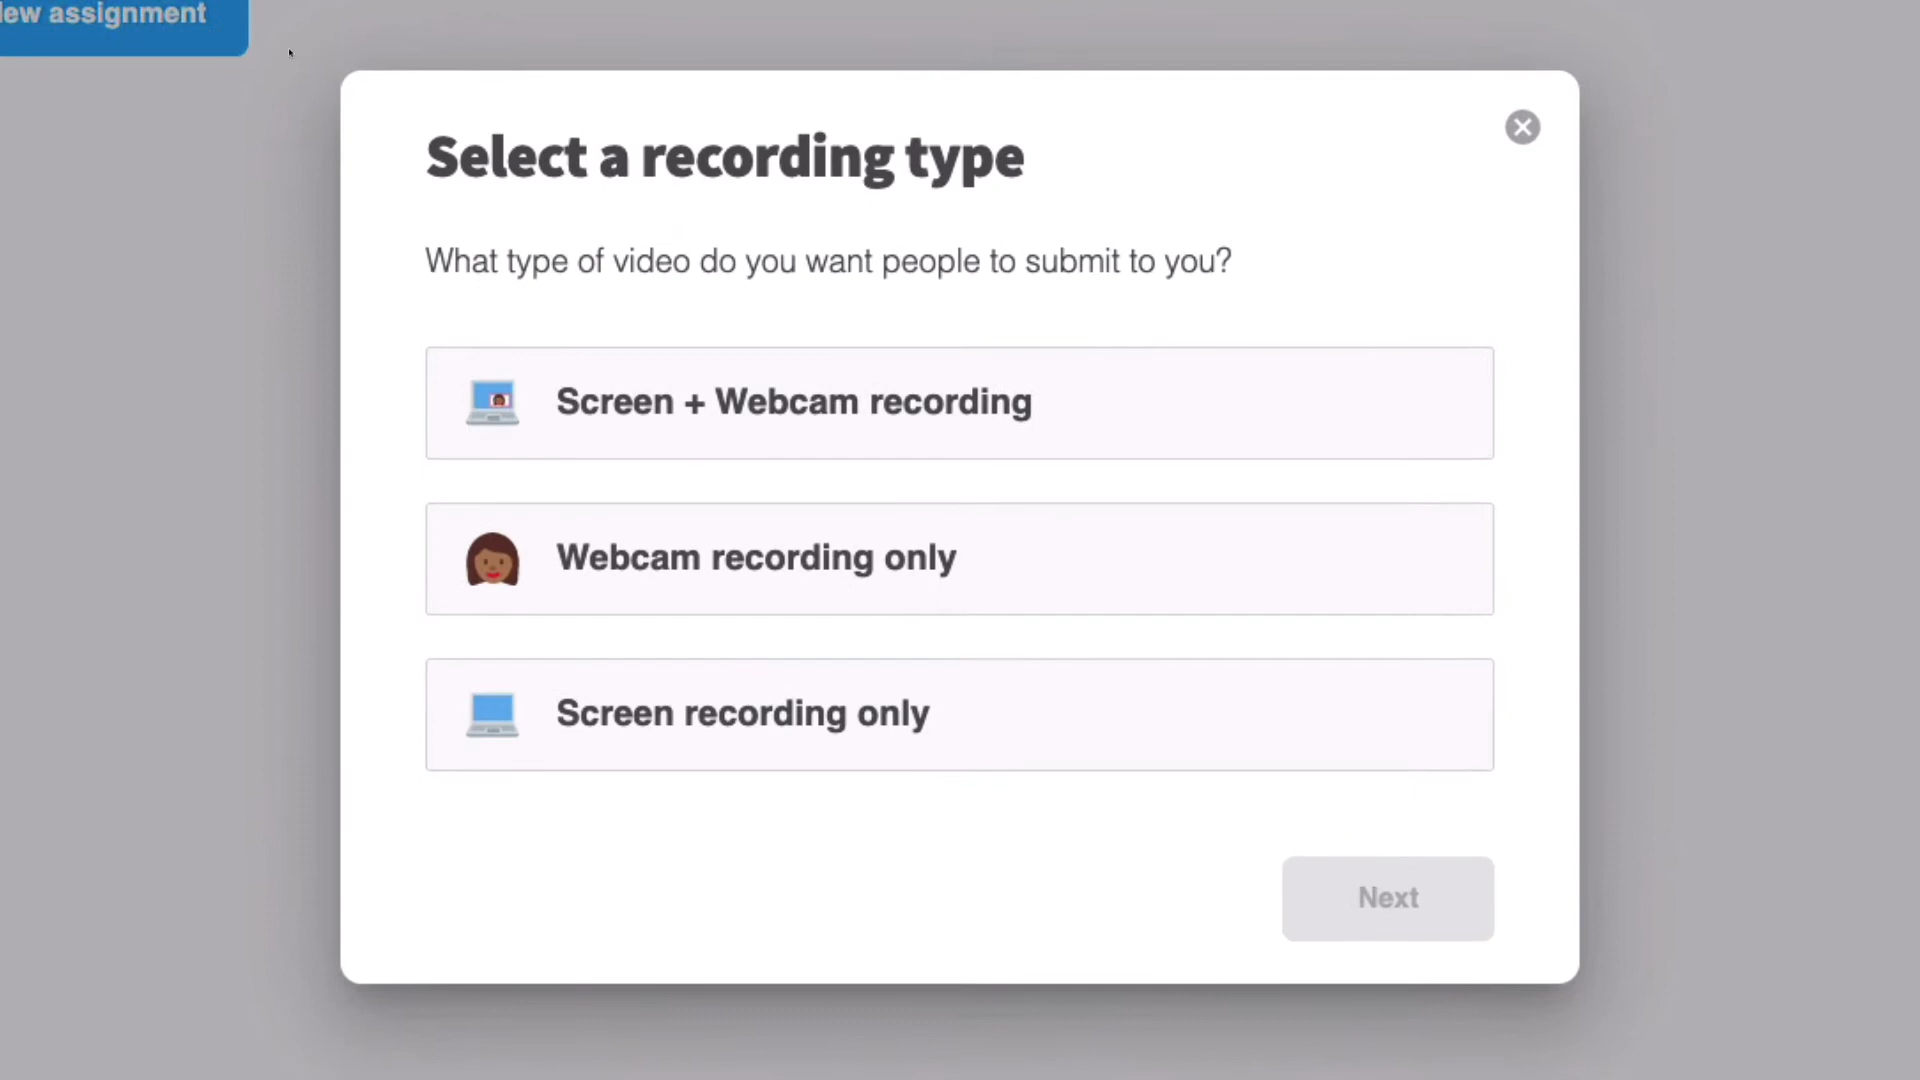 assignment
Select a recording type
What type of video do you want people to submit to you?
Screen + Webcam recording
Webcam recording only
Screen recording only
Next